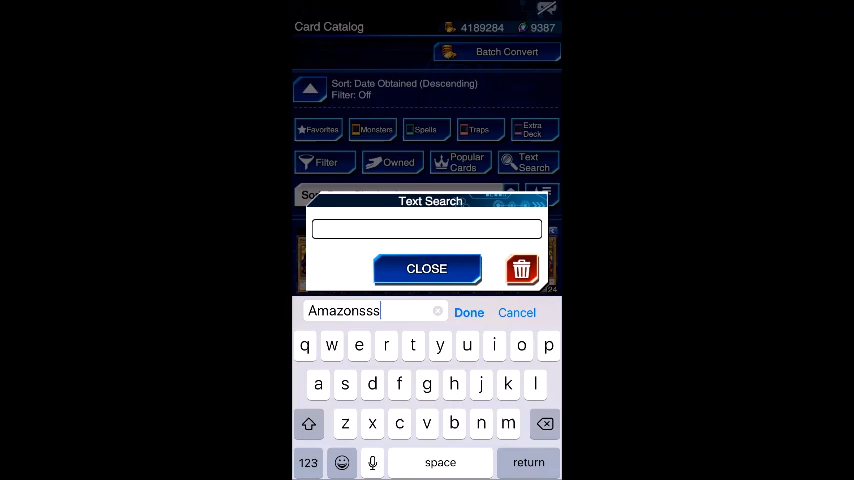 Card Catalog 4189284 9387
Batch Convert
Sort: Date Obtained (Descending)
Filter: Off
Favorites Monsters Spells Traps Extra Deck
Filter Owned Popular Cards Text Search
Text Search
CLOSE
Amazonsss Done Cancel
q w e r t y u i o p
a s d f g h j k l
z x c v b n m
123 space return